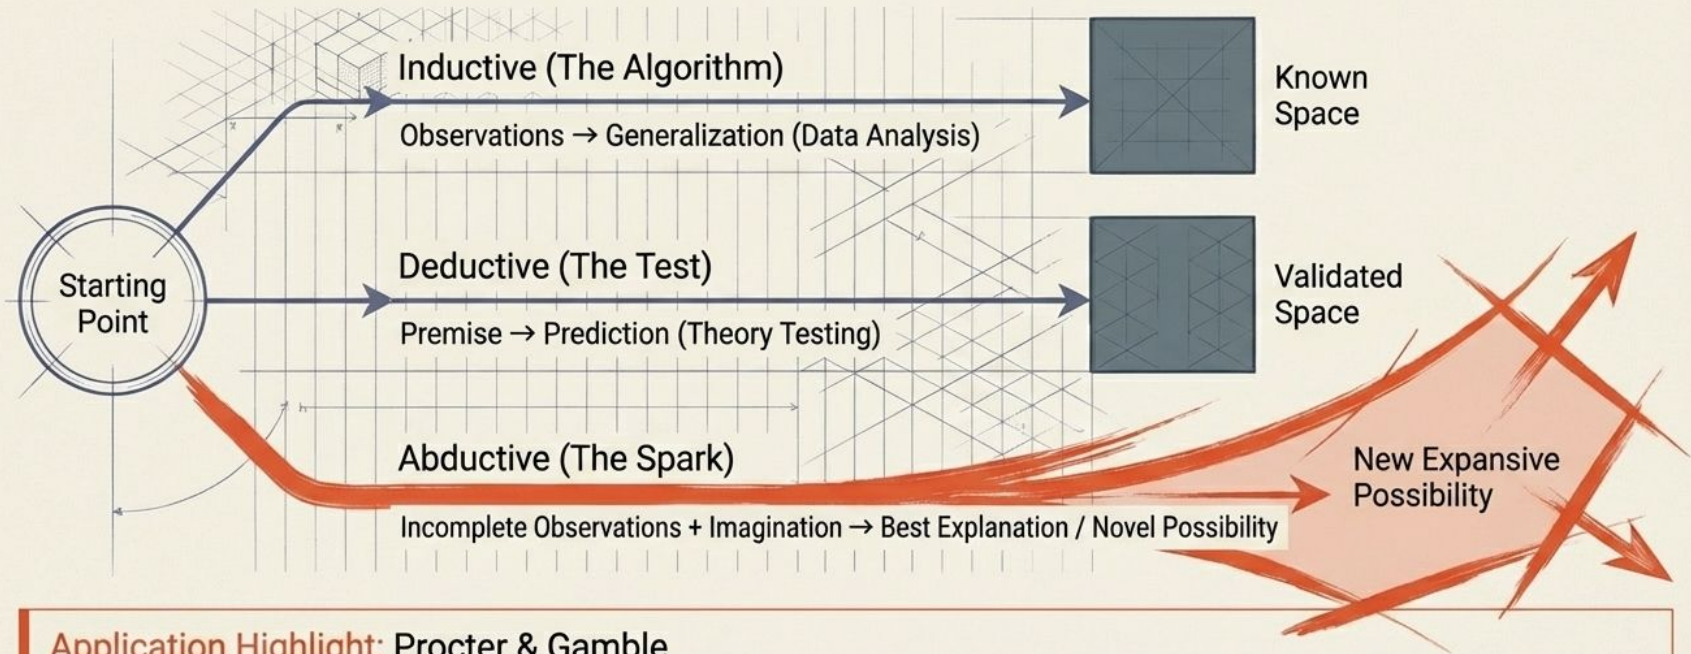 Inductive (The Algorithm)
Observations → Generalization (Data Analysis)
Known
Space
Starting
Point
Deductive (The Test)
Premise → Prediction (Theory Testing)
Validated
Space
Abductive (The Spark)
Incomplete Observations + Imagination → Best Explanation / Novel Possibility
New Expansive
Possibility
Application Highlight: Procter & Gamble